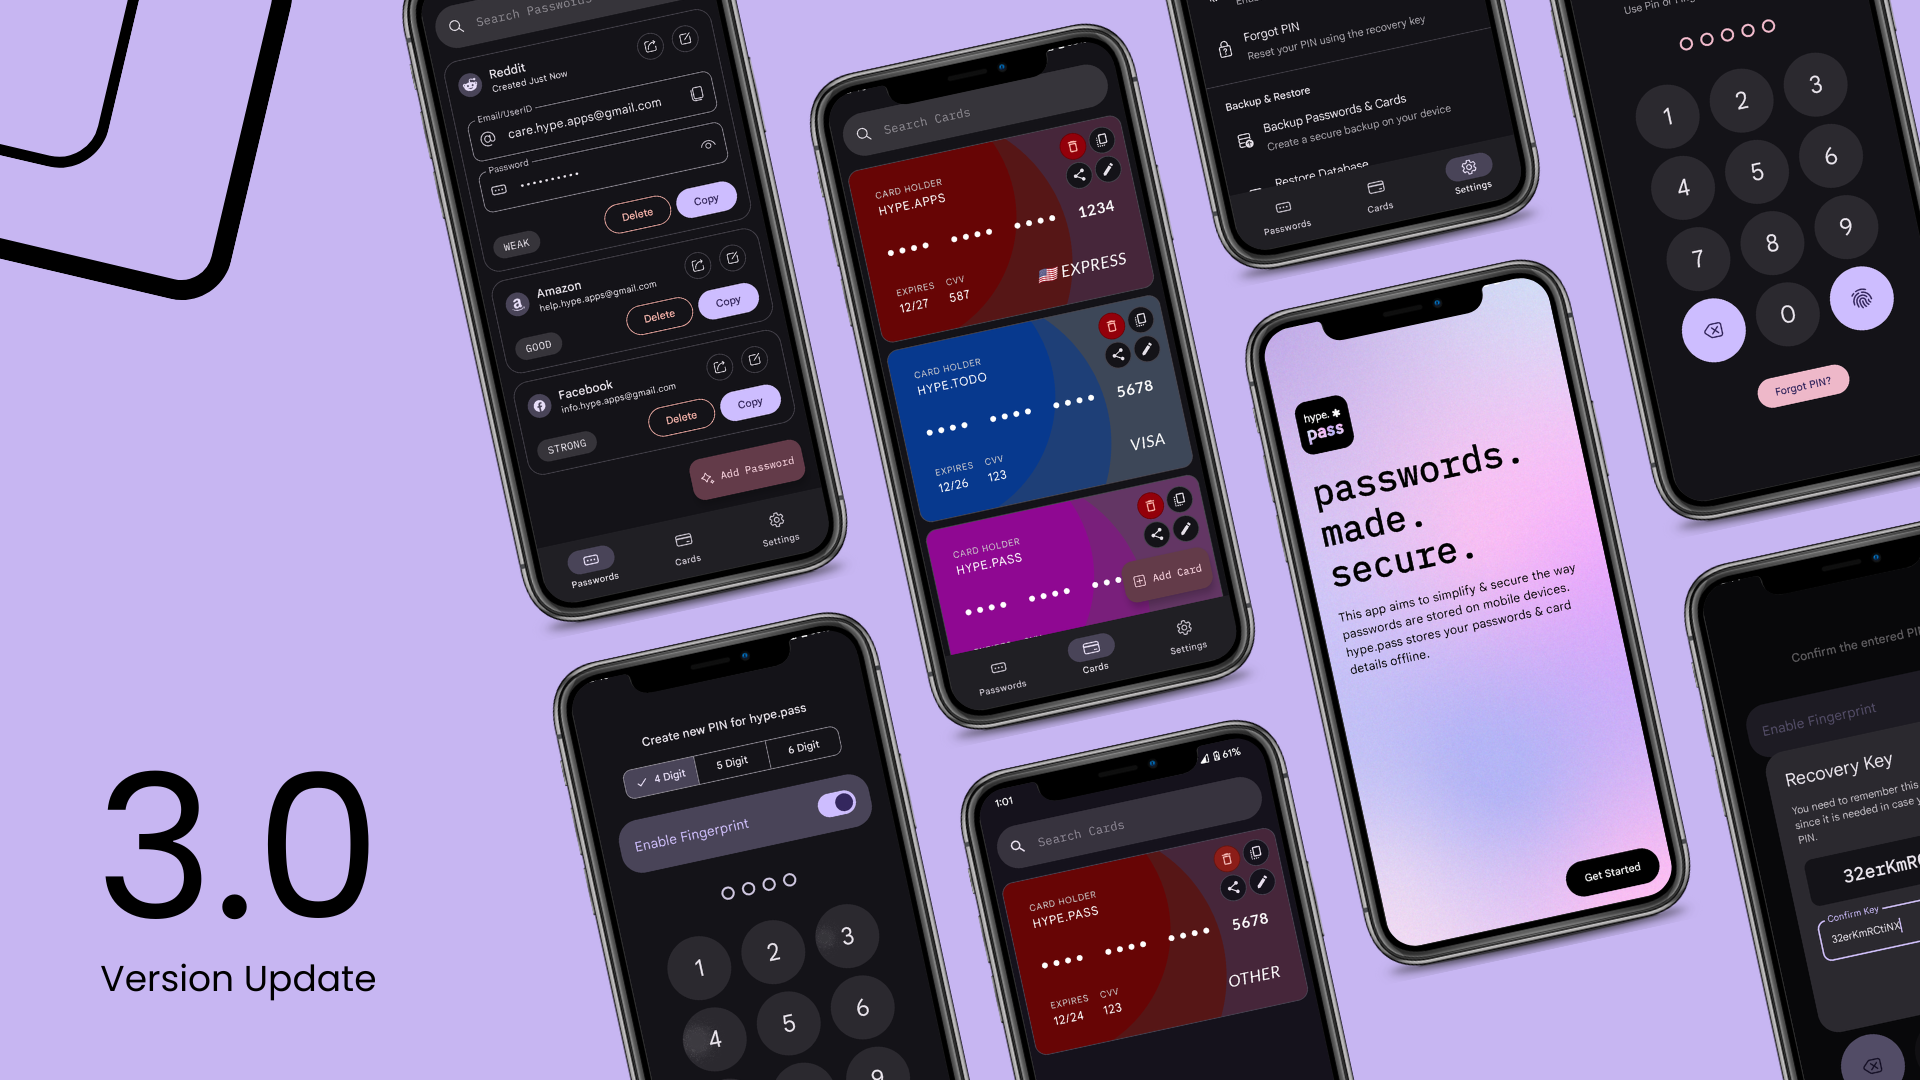 3.0
Version Update
Search Passwords
Reddit
Created Just Now
Email/UserID
care.hype.apps@gmail.com
Password
••••••••••
Delete
Copy
WEAK
Amazon
help.hype.apps@gmail.com
Delete
Copy
GOOD
Facebook
info.hype.apps@gmail.com
Delete
Copy
STRONG
Add Password
Passwords
Cards
Settings
Create new PIN for hype.pass
4 Digit
5 Digit
6 Digit
Enable Fingerprint
1
2
3
4
5
6
9
Search Cards
CARD HOLDER
HYPE.APPS
•••• •••• •••• 1234
EXPIRES
12/27
CVV
587
🇺🇸 EXPRESS
CARD HOLDER
HYPE.TODO
•••• •••• •••• 5678
EXPIRES
12/26
CVV
123
VISA
CARD HOLDER
HYPE.PASS
Add Card
Passwords
Cards
Settings
1:01
61%
Search Cards
CARD HOLDER
HYPE.PASS
•••• •••• •••• 5678
EXPIRES
12/24
CVV
123
OTHER
Forgot PIN
Reset your PIN using the recovery key
Backup & Restore
Backup Passwords & Cards
Create a secure backup on your device
Restore Database
Passwords
Cards
Settings
hype.*
pass
passwords.
made.
secure.
This app aims to simplify & secure the way
passwords are stored on mobile devices.
hype.pass stores your passwords & card
details offline.
Get Started
Use Pin or
1
2
3
4
5
6
7
8
9
0
Forgot PIN?
Confirm the entered
Enable Fingerprint
Recovery Key
You need to remember this
since it is needed in case
PIN.
32erKmR
Confirm Key
32erKmRCtiNX